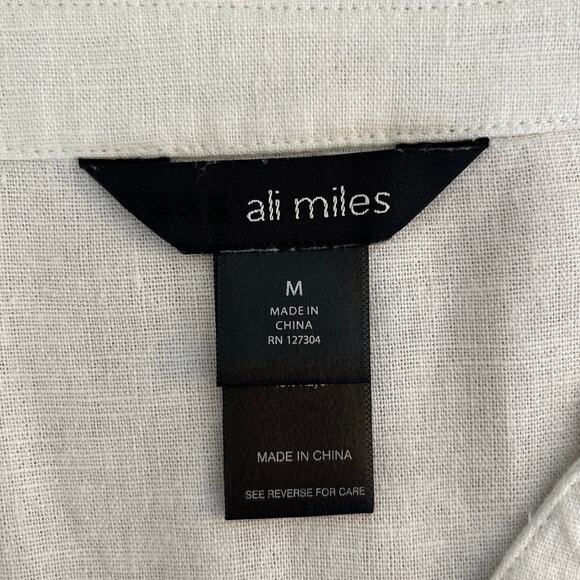 ali miles
M
MADE IN
CHINA
RN 127304
MADE IN CHINA
SEE REVERSE FOR CARE